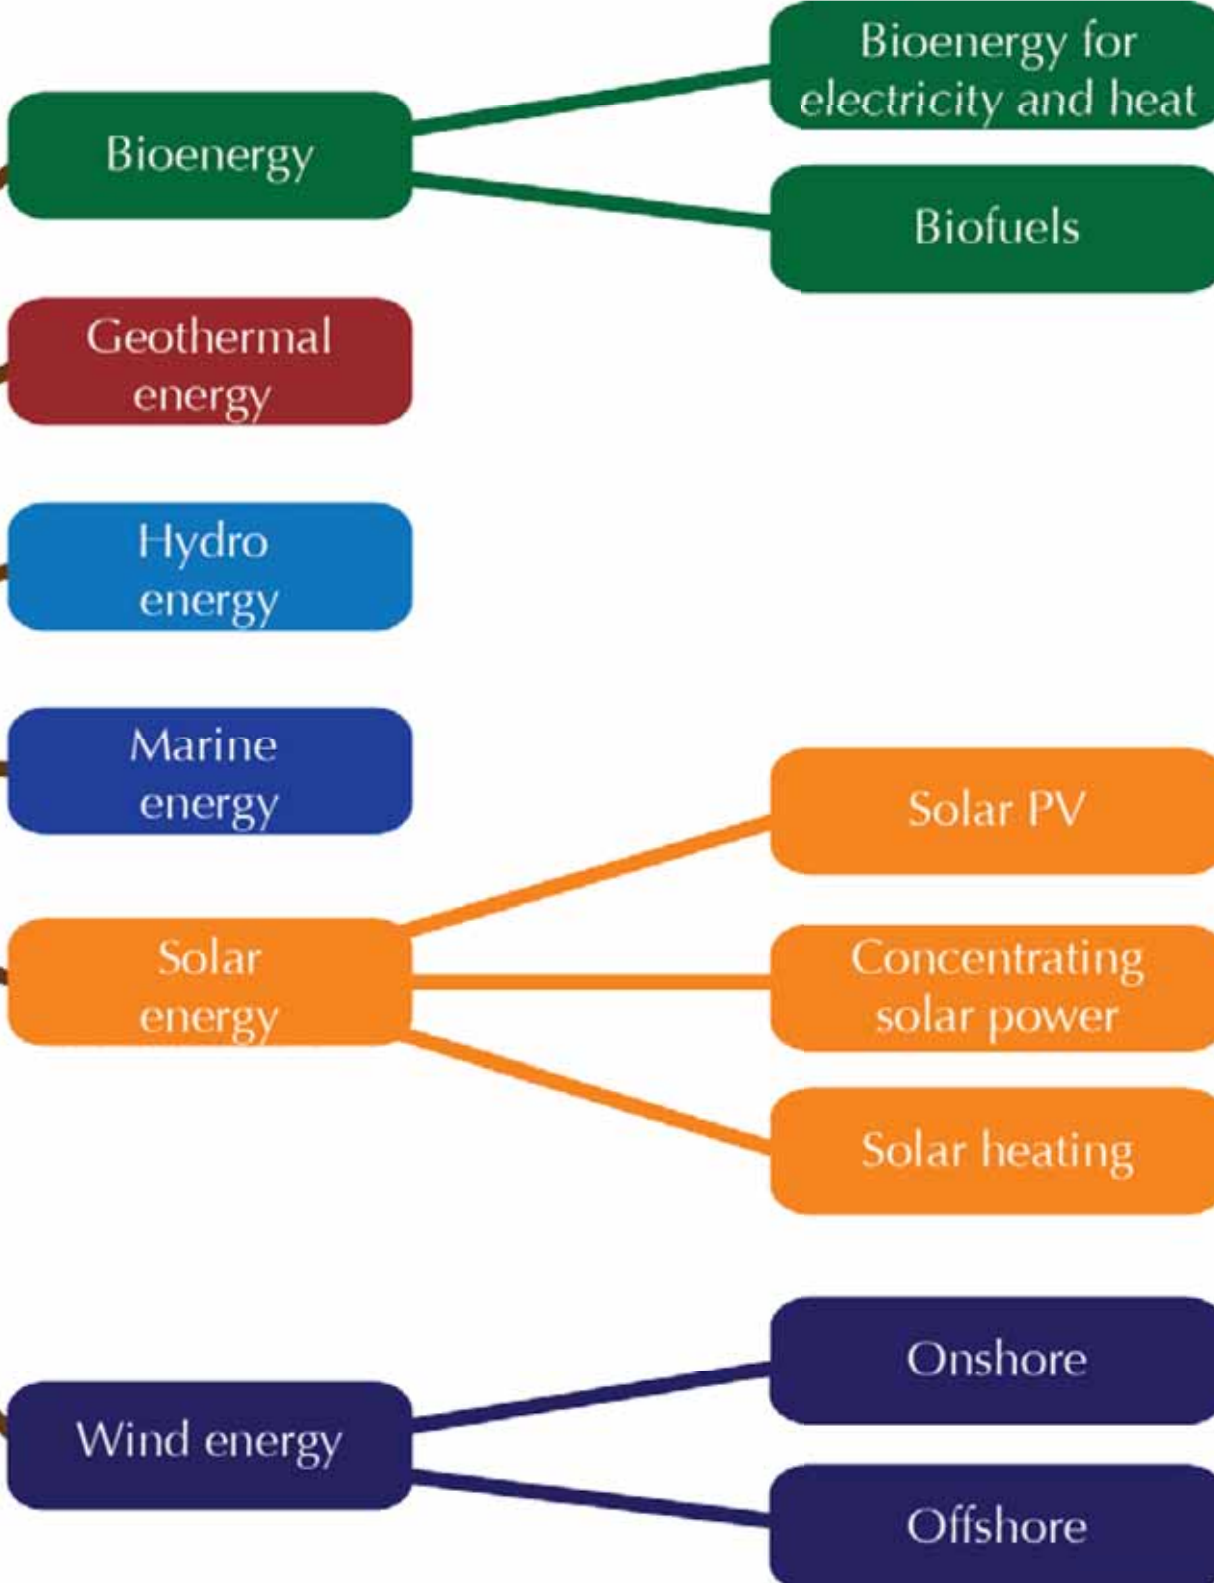 Bioenergy for
electricity and heat
Bioenergy
Biofuels
Geothermal
energy
Hydro
energy
Marine
energy
Solar PV
Solar
energy
Concentrating
solar power
Solar heating
Onshore
Wind energy
Offshore